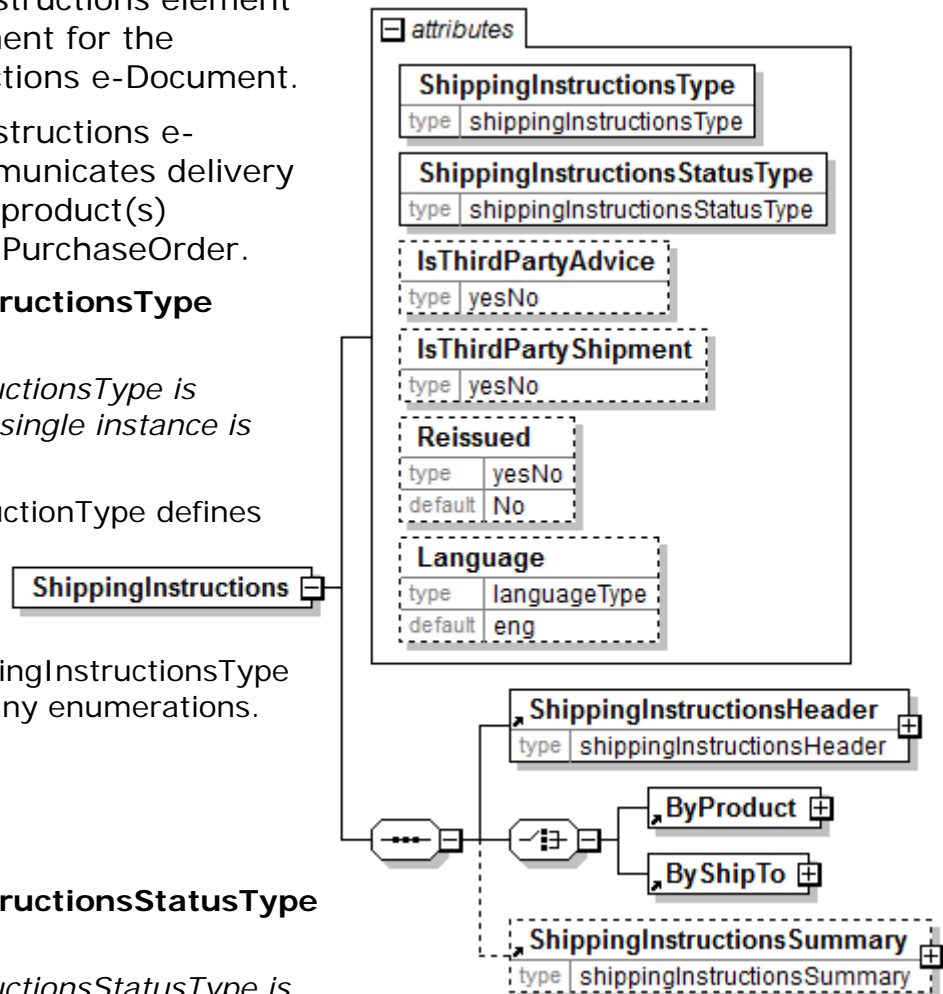 structions element
ment for the
ctions e-Document.
structions e-
municates delivery
product(s)
PurchaseOrder.
ructionsType
uctionsType is
single instance is
uctionType defines
ShippingInstructions
pingInstructionsType
any enumerations.
ructionsStatusType
uctionsStatusType is
attributes
ShippingInstructionsType
type shippingInstructionsType
ShippingInstructionsStatusType
type shippingInstructionsStatusType
IsThirdPartyAdvice
type yesNo
IsThirdPartyShipment
type yesNo
Reissued
type yesNo
default No
Language
type languageType
default eng
ShippingInstructionsHeader
type shippingInstructionsHeader
ByProduct
ByShipTo
ShippingInstructionsSummary
type shippingInstructionsSummary